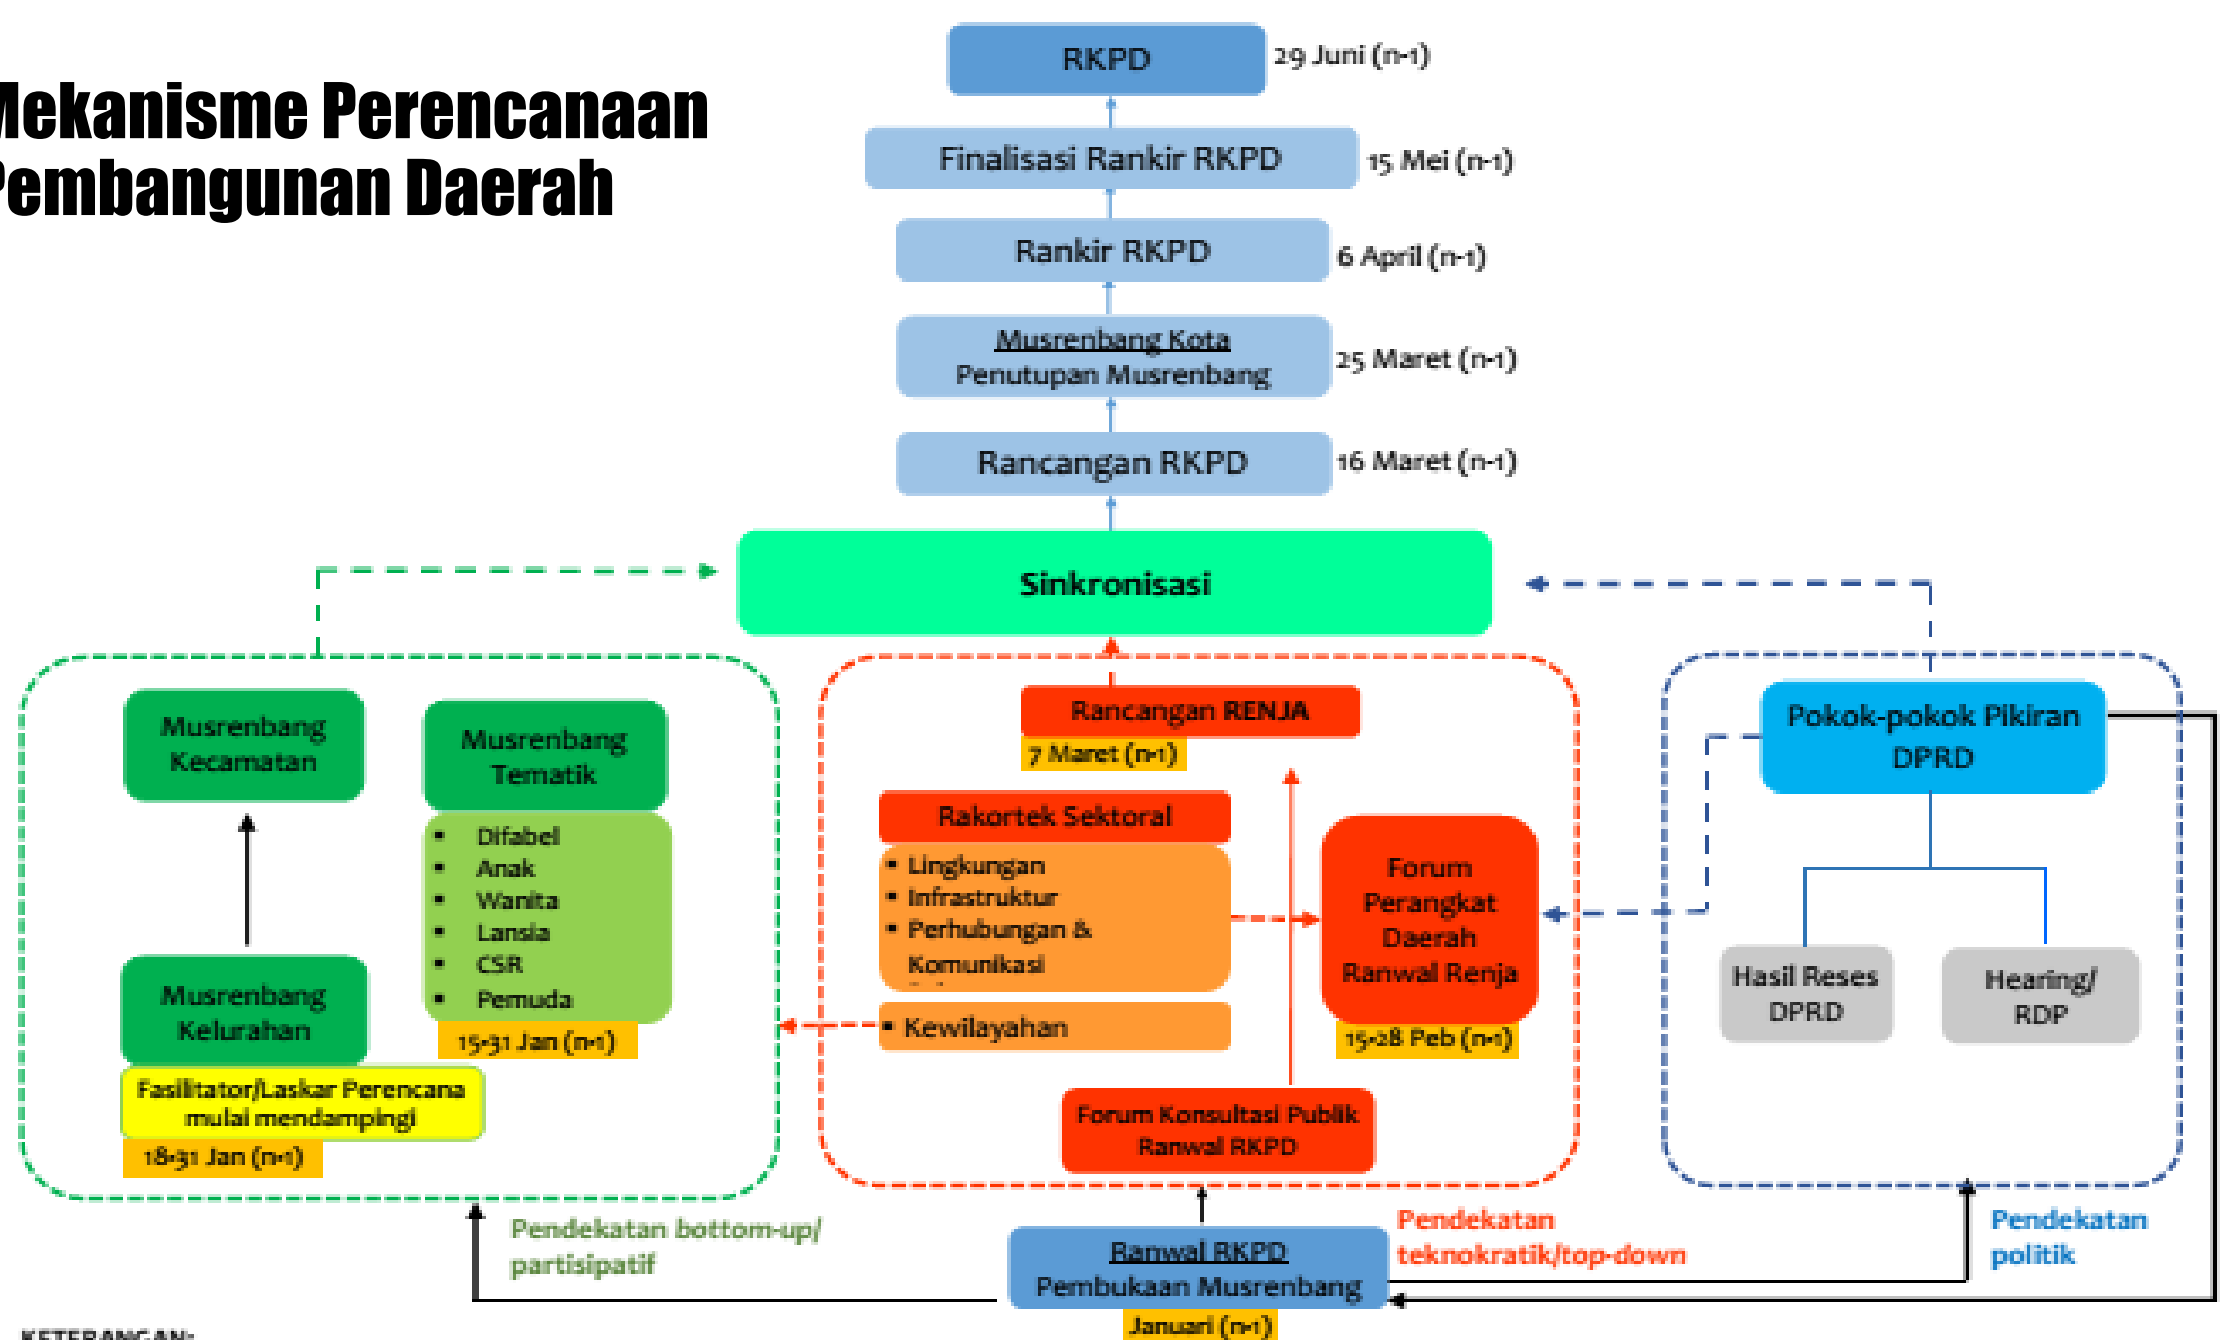 Mekanisme Perencanaan
Pembangunan Daerah
RKPD
29 Juni (n-1)
Finalisasi Rankir RKPD
15 Mei (n-1)
Rankir RKPD
6 April (n-1)
Musrenbang Kota
Penutupan Musrenbang
25 Maret (n-1)
Rancangan RKPD
16 Maret (n-1)
Sinkronisasi
Musrenbang
Kecamatan
Musrenbang
Tematik
▪ Difabel
▪ Anak
▪ Wanita
▪ Lansia
▪ CSR
▪ Pemuda
15-31 Jan (n-1)
Musrenbang
Kelurahan
Fasilitator/Laskar Perencana
mulai mendampingi
18-31 Jan (n-1)
Pendekatan bottom-up/
partisipatif
Rancangan RENJA
7 Maret (n-1)
Rakortek Sektoral
▪ Lingkungan
▪ Infrastruktur
▪ Perhubungan &
Komunikasi
▪ Kewilayahan
Forum
Perangkat
Daerah
Ranwal Renja
15-28 Peb (n-1)
Forum Konsultasi Publik
Ranwal RKPD
Pendekatan
teknokratik/top-down
Ranwal RKPD
Pembukaan Musrenbang
Januari (n-1)
Pokok-pokok Pikiran
DPRD
Hasil Reses
DPRD
Hearing/
RDP
Pendekatan
politik
KETERANGAN: